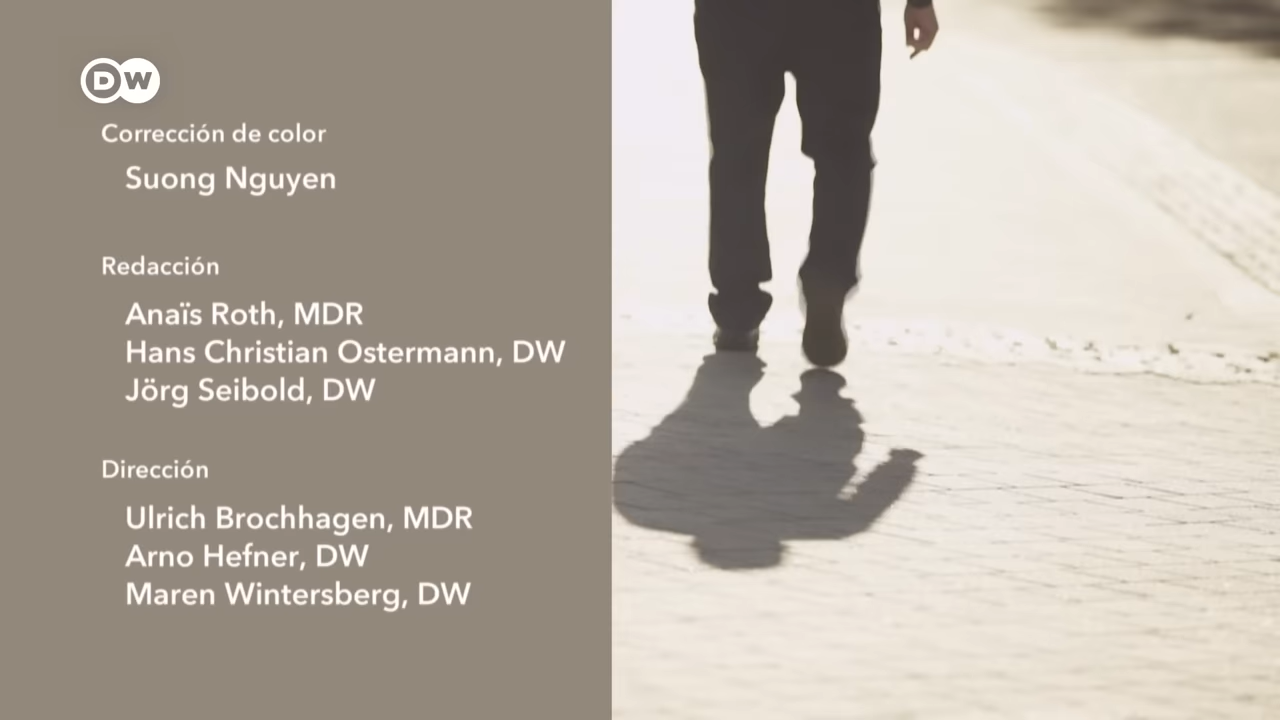 DW
Corrección de color
Suong Nguyen
Redacción
Anaïs Roth, MDR
Hans Christian Ostermann, DW
Jörg Seibold, DW
Dirección
Ulrich Brochhagen, MDR
Arno Hefner, DW
Maren Wintersberg, DW